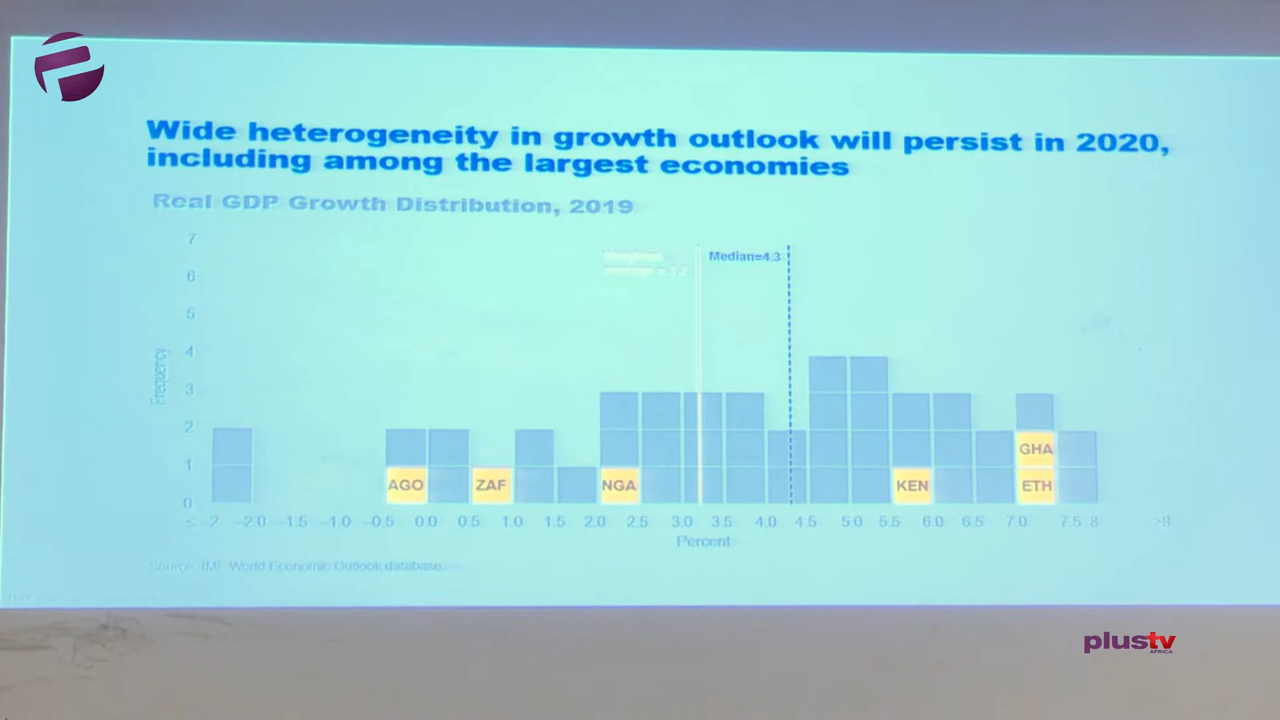 Wide heterogeneity in growth outlook will persist in 2020,
including among the largest economies
Real GDP Growth Distribution, 2019
7
6
5
4
3
2
1
0
Frequency
Median=4.3
AGO
ZAF
NGA
KEN
GHA
ETH
-2.0 -1.5 -1.0 -0.5 0.0 0.5 1.0 1.5 2.0 2.5 3.0 3.5 4.0 4.5 5.0 5.5 6.0 6.5 7.0 7.5 8 >8
Percent
Source: IMF World Economic Outlook database.
plustv
AFRICA